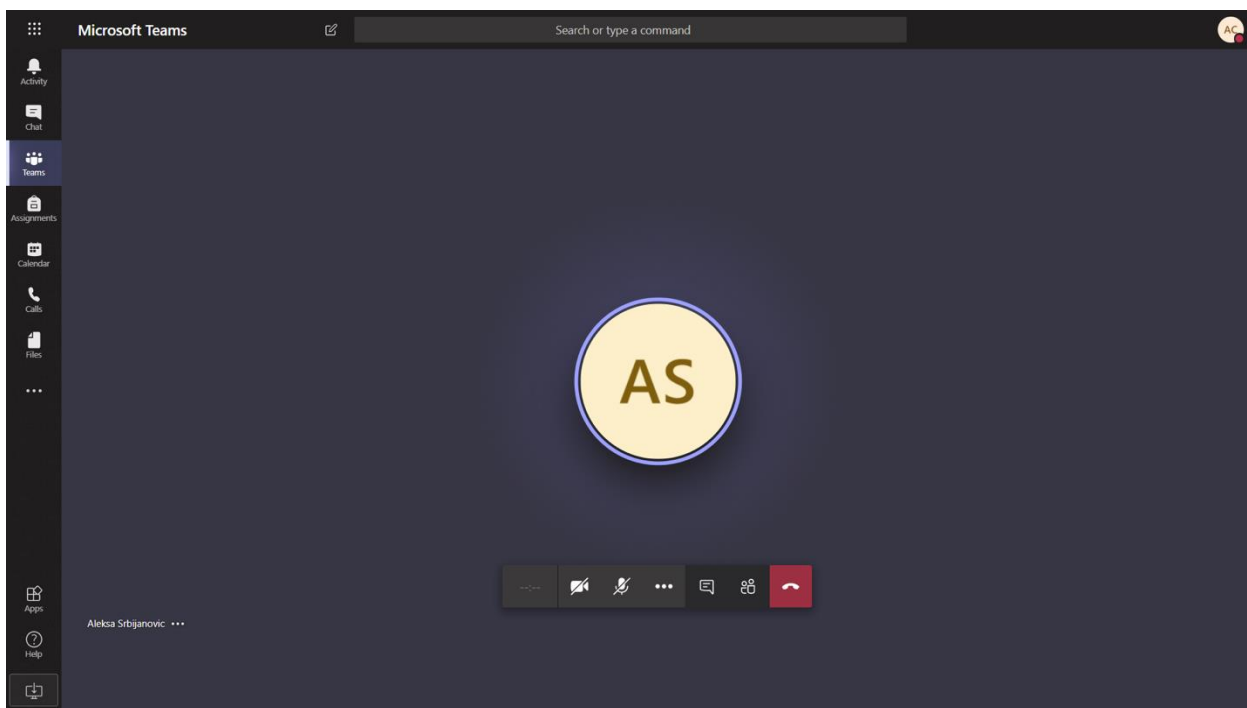 Microsoft Teams
Search or type a command
AC
Activity
Chat
Teams
Assignments
Calendar
Calls
Files
AS
--:--
Apps
Aleksa Srbijanovic
Help